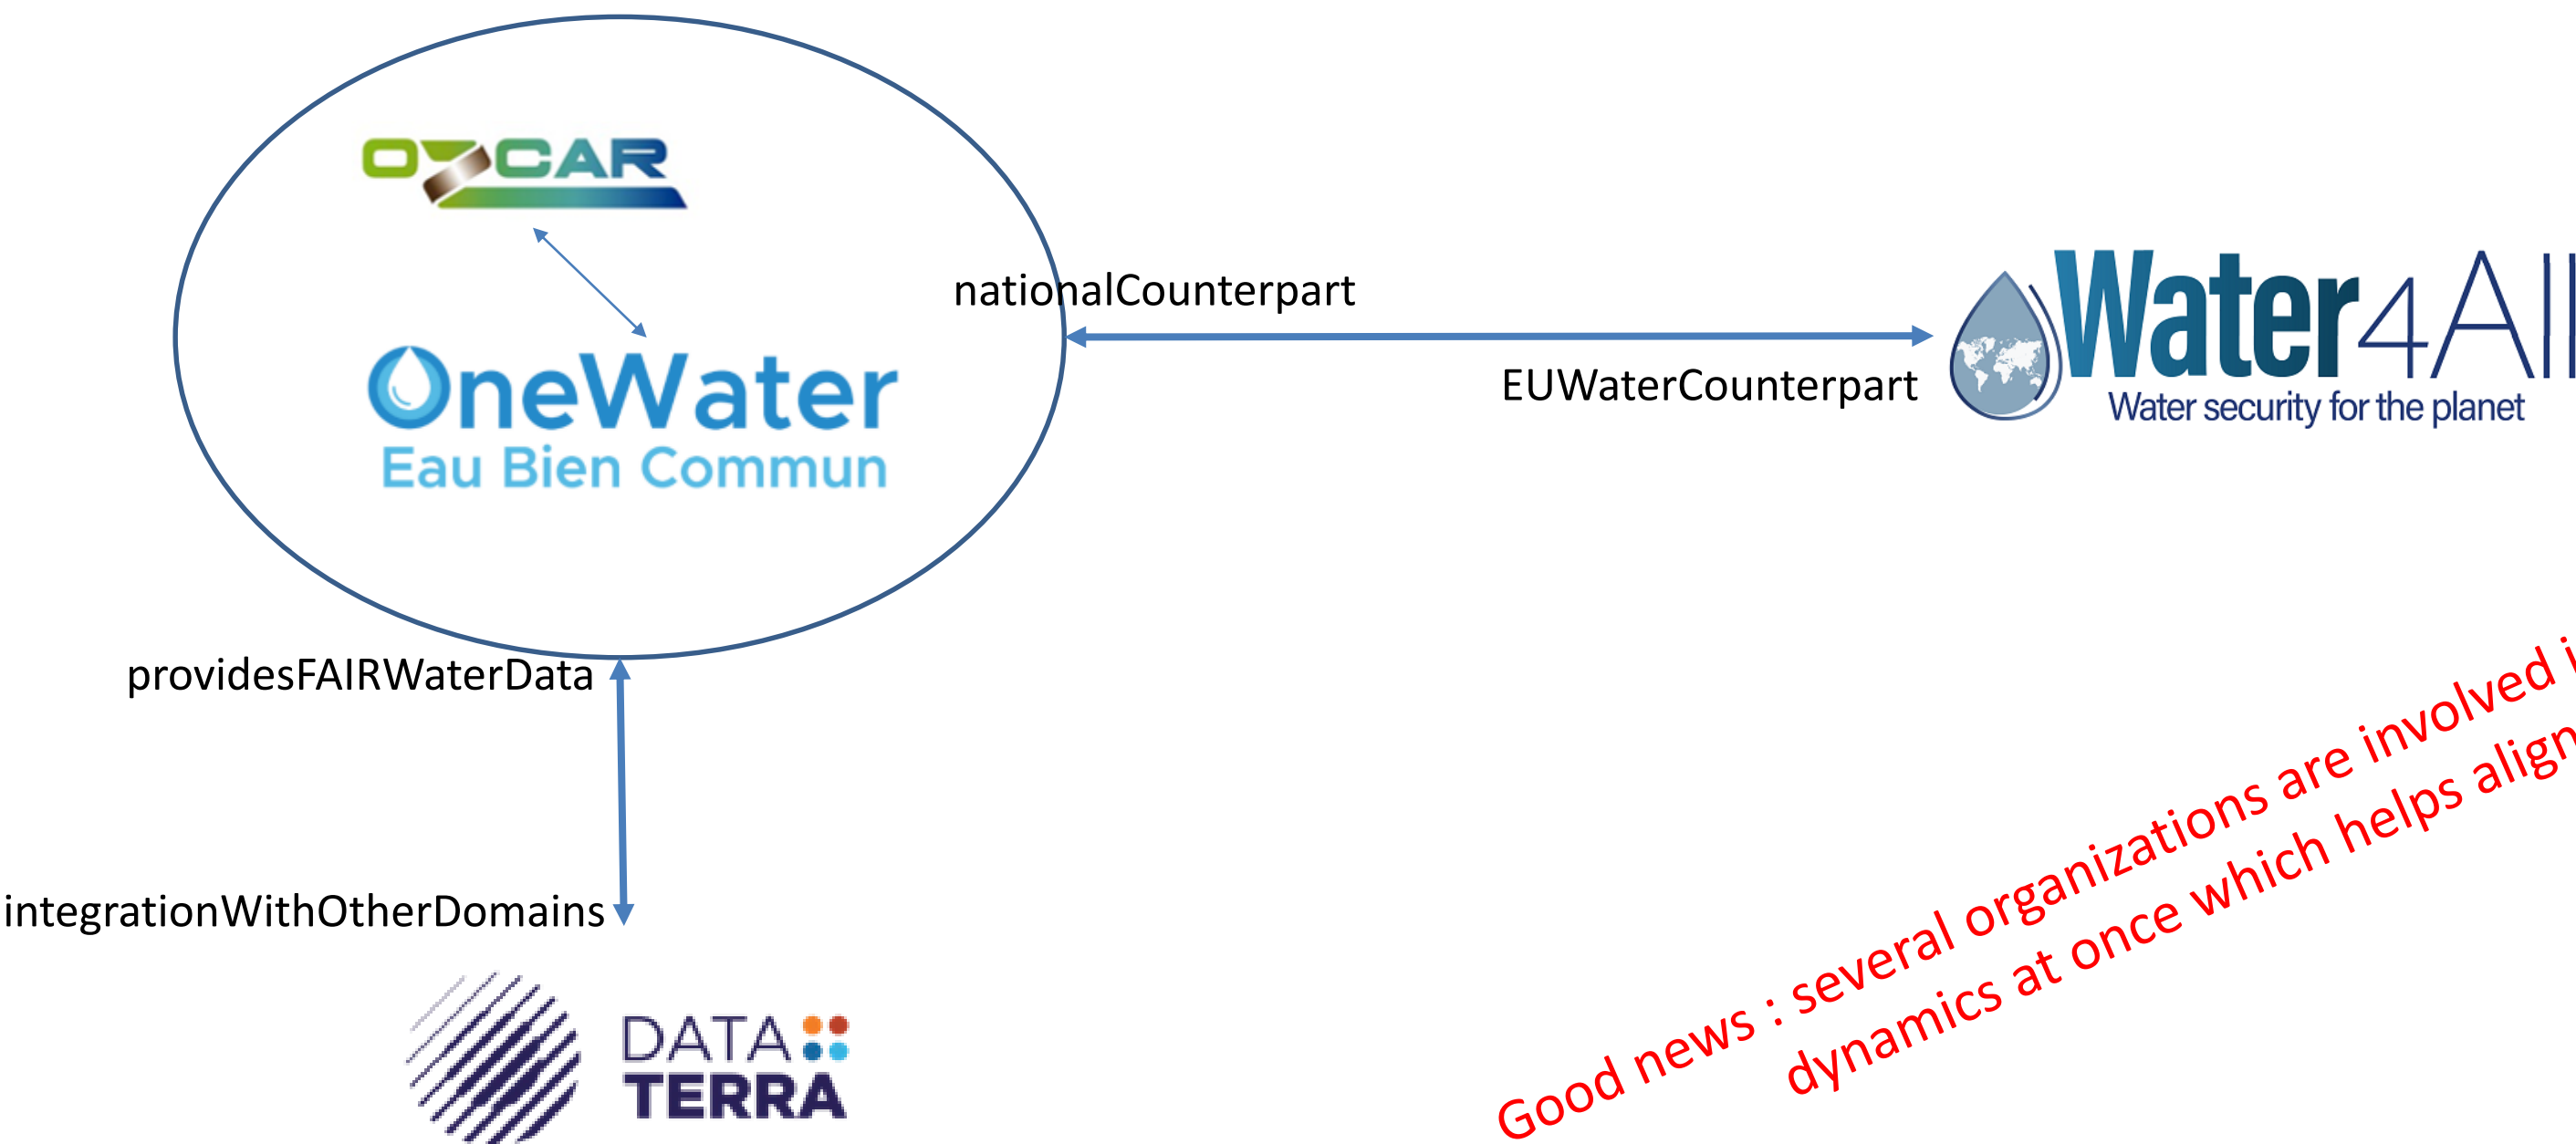 OZCAR
nationalCounterpart
Water4All
Water security for the planet
OneWater
Eau Bien Commun
EUWaterCounterpart
providesFAIRWaterData
integrationWithOtherDomains
DATA
TERRA
Good news : several organizations are involved
dynamics at once which helps align